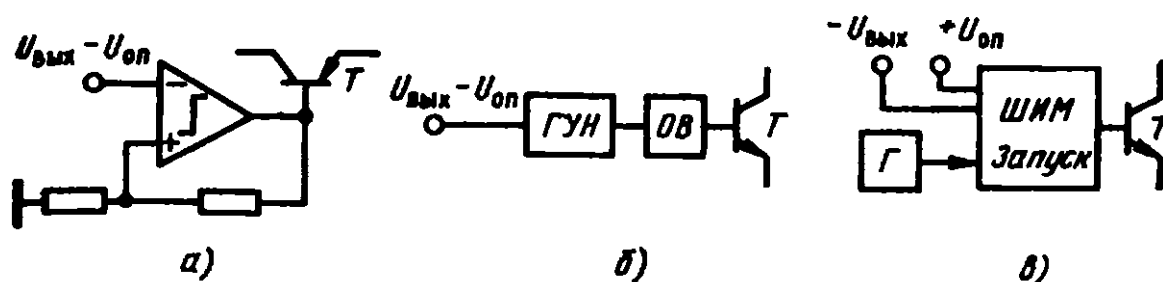 Uвых – Uоп
T
а)
Uвых – Uоп
ГУН
ОВ
T
б)
– Uвых
+ Uоп
ШИМ
Запуск
Г
T
в)